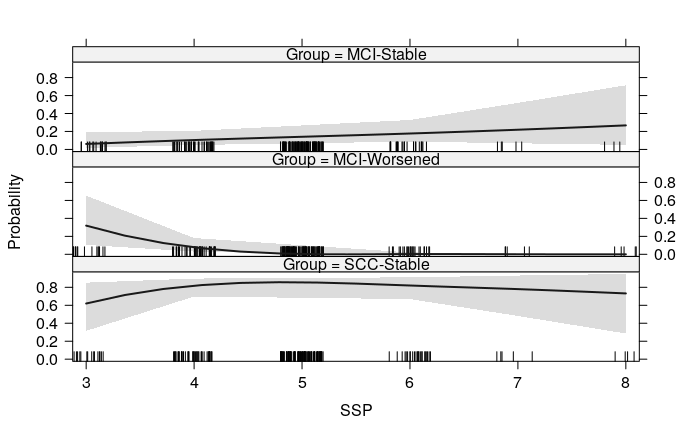 Group = MCI-Stable
0.8
0.6
0.4
0.2
0.0
Group = MCI-Worsened
0.8
0.6
0.4
0.2
0.0
Group = SCC-Stable
0.8
0.6
0.4
0.2
0.0
3 4 5 6 7 8
SSP
Probability